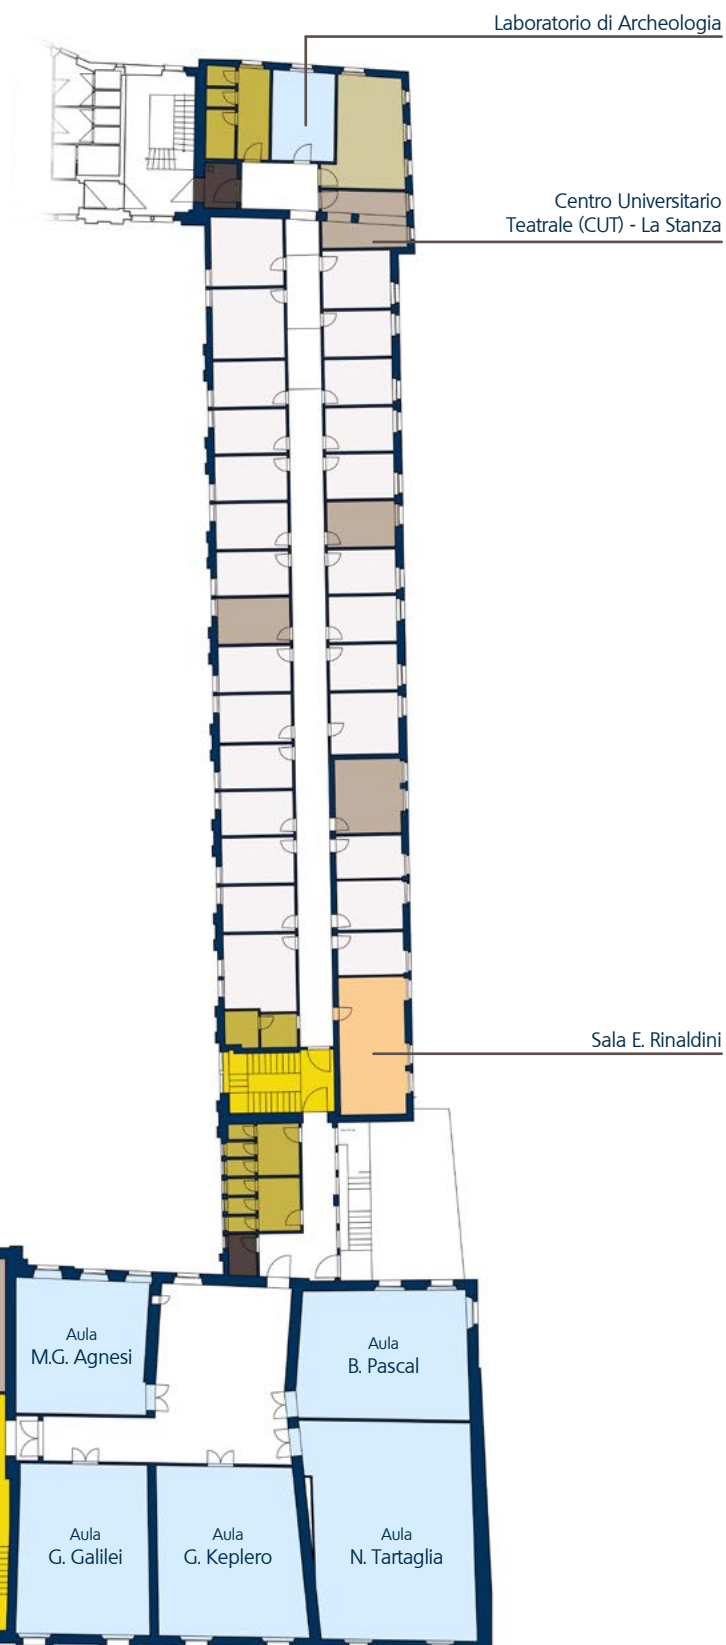 Laboratorio di Archeologia
Centro Universitario
Teatrale (CUT) - La Stanza
Sala E. Rinaldini
Aula
M.G. Agnesi
Aula
B. Pascal
Aula
G. Galilei
Aula
G. Keplero
Aula
N. Tartaglia